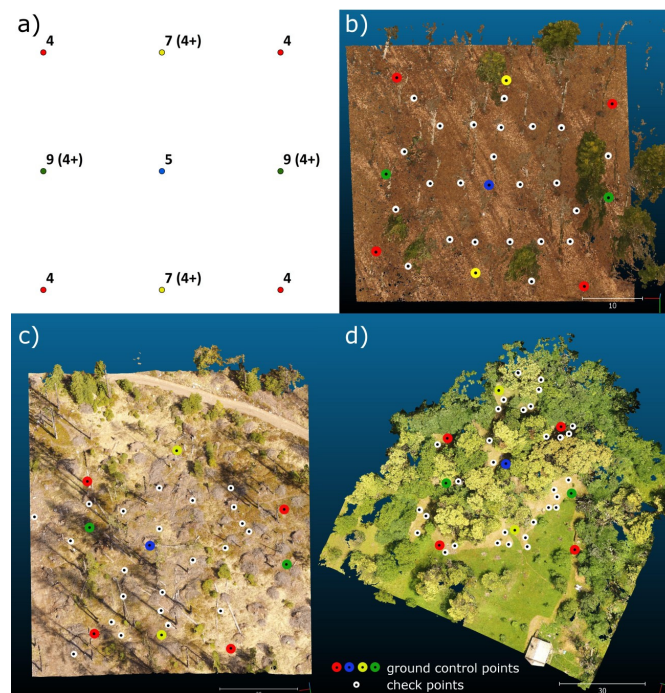 a)
4 7 (4+) 4
9 (4+) 5 9 (4+)
4 7 (4+) 4
b)
10
c)
d)
ground control points
check points
30